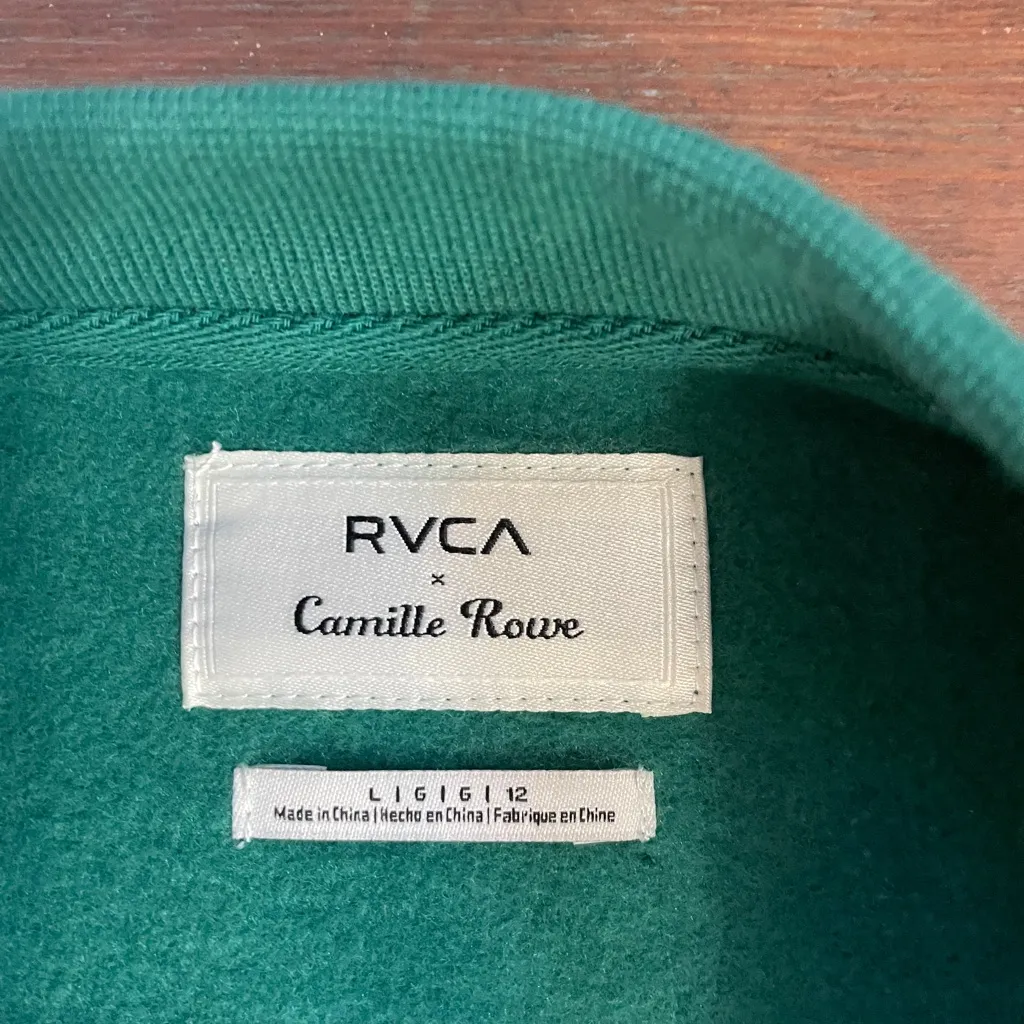 RVCA
x
Camille Rowe
L | G | G | 12
Made in China | Hecho en China | Fabrique en Chine